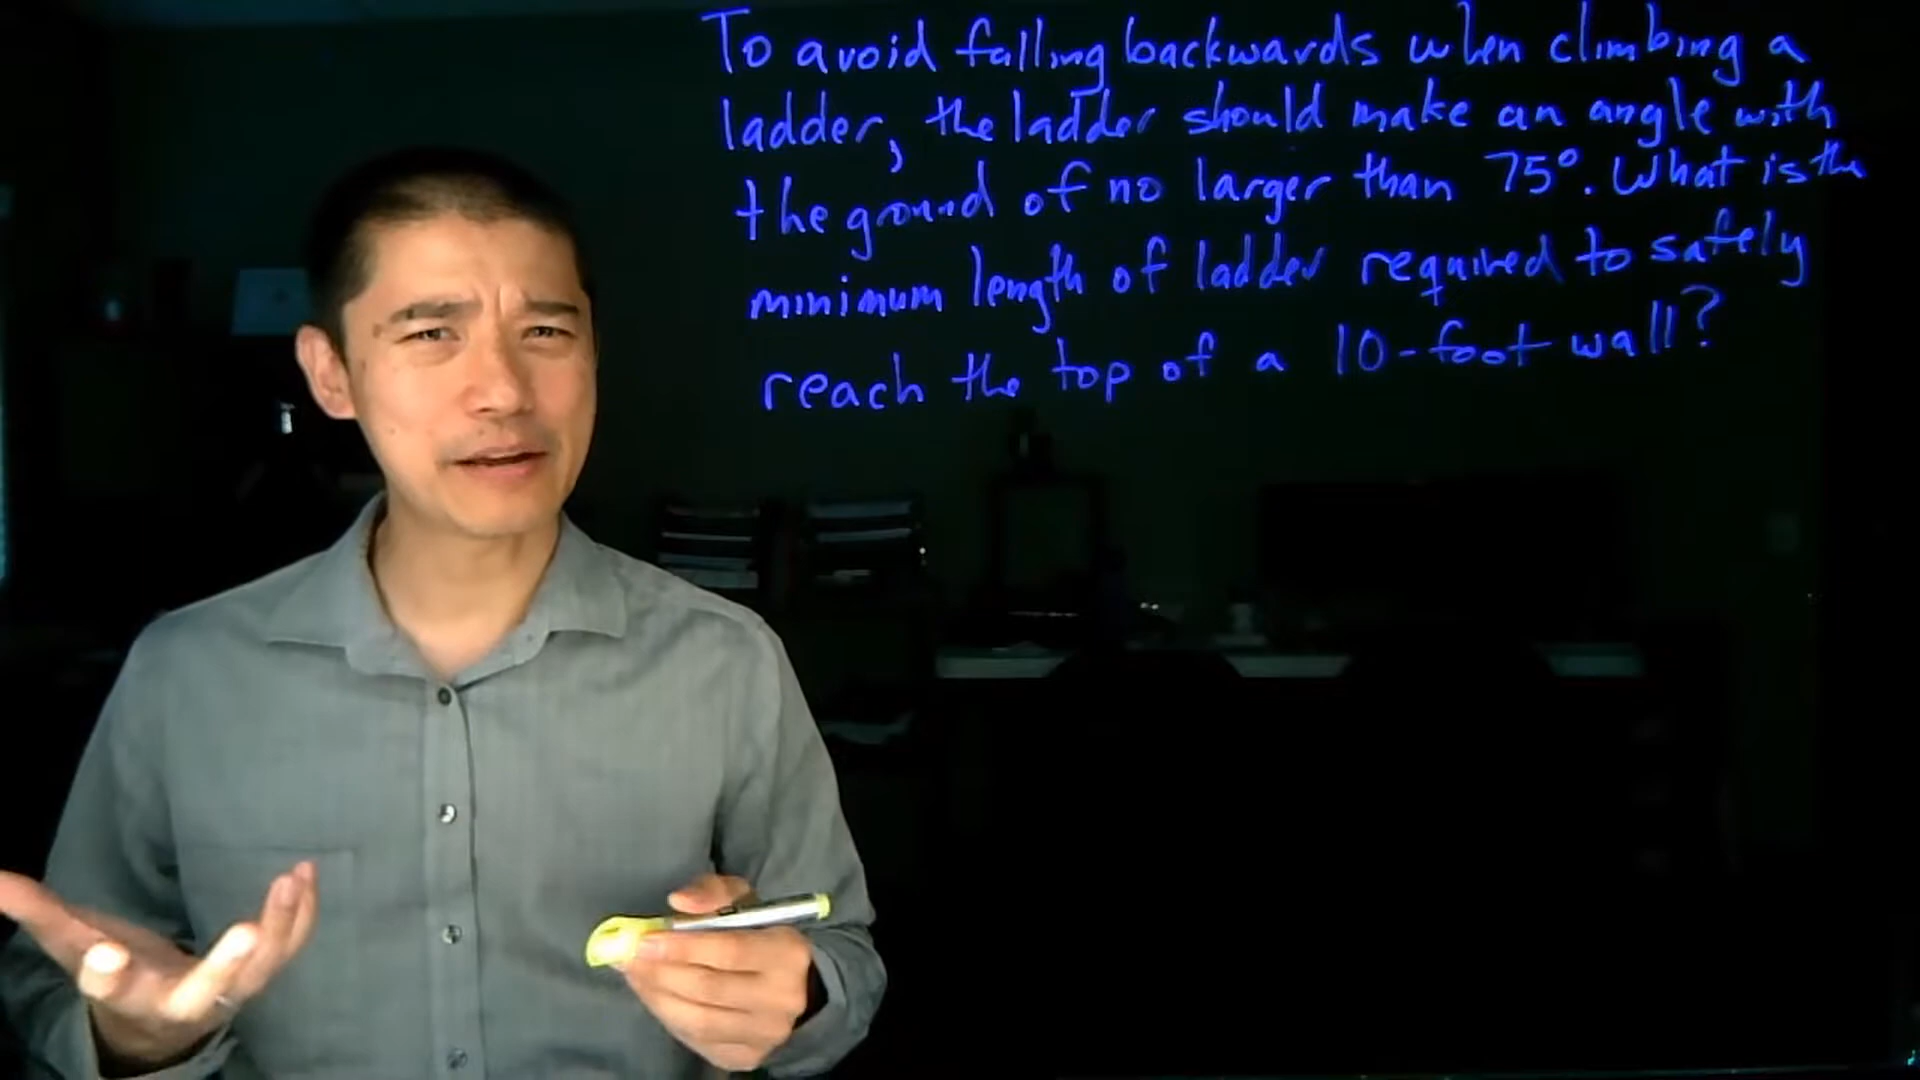 To avoid falling backwards when climbing a
ladder, the ladder should make an angle with
the ground of no larger than 75°. What is the
minimum length of ladder required to safely
reach the top of a 10-foot wall?